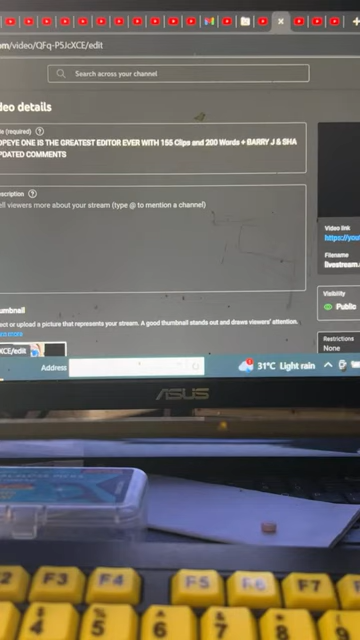 om/video/QFq-P5JcXCE/edit
Search across your channel
deo details
le (required)
OPEYE ONE IS THE GREATEST EDITOR EVER WITH 155 Clips and 200 Words + BARRY J & SHA
PDATED COMMENTS
escription
ell viewers more about your stream (type @ to mention a channel)
Video link
https://you
Filename
livestream.
Visibility
Public
umbnail
ect or upload a picture that represents your stream. A good thumbnail stands out and draws viewers' attention.
Restrictions
None
XCE/edit
Address
31°C Light rain
ASUS
F3 F4 F5 F6 F7
$ % ^ &
4 5 6 7